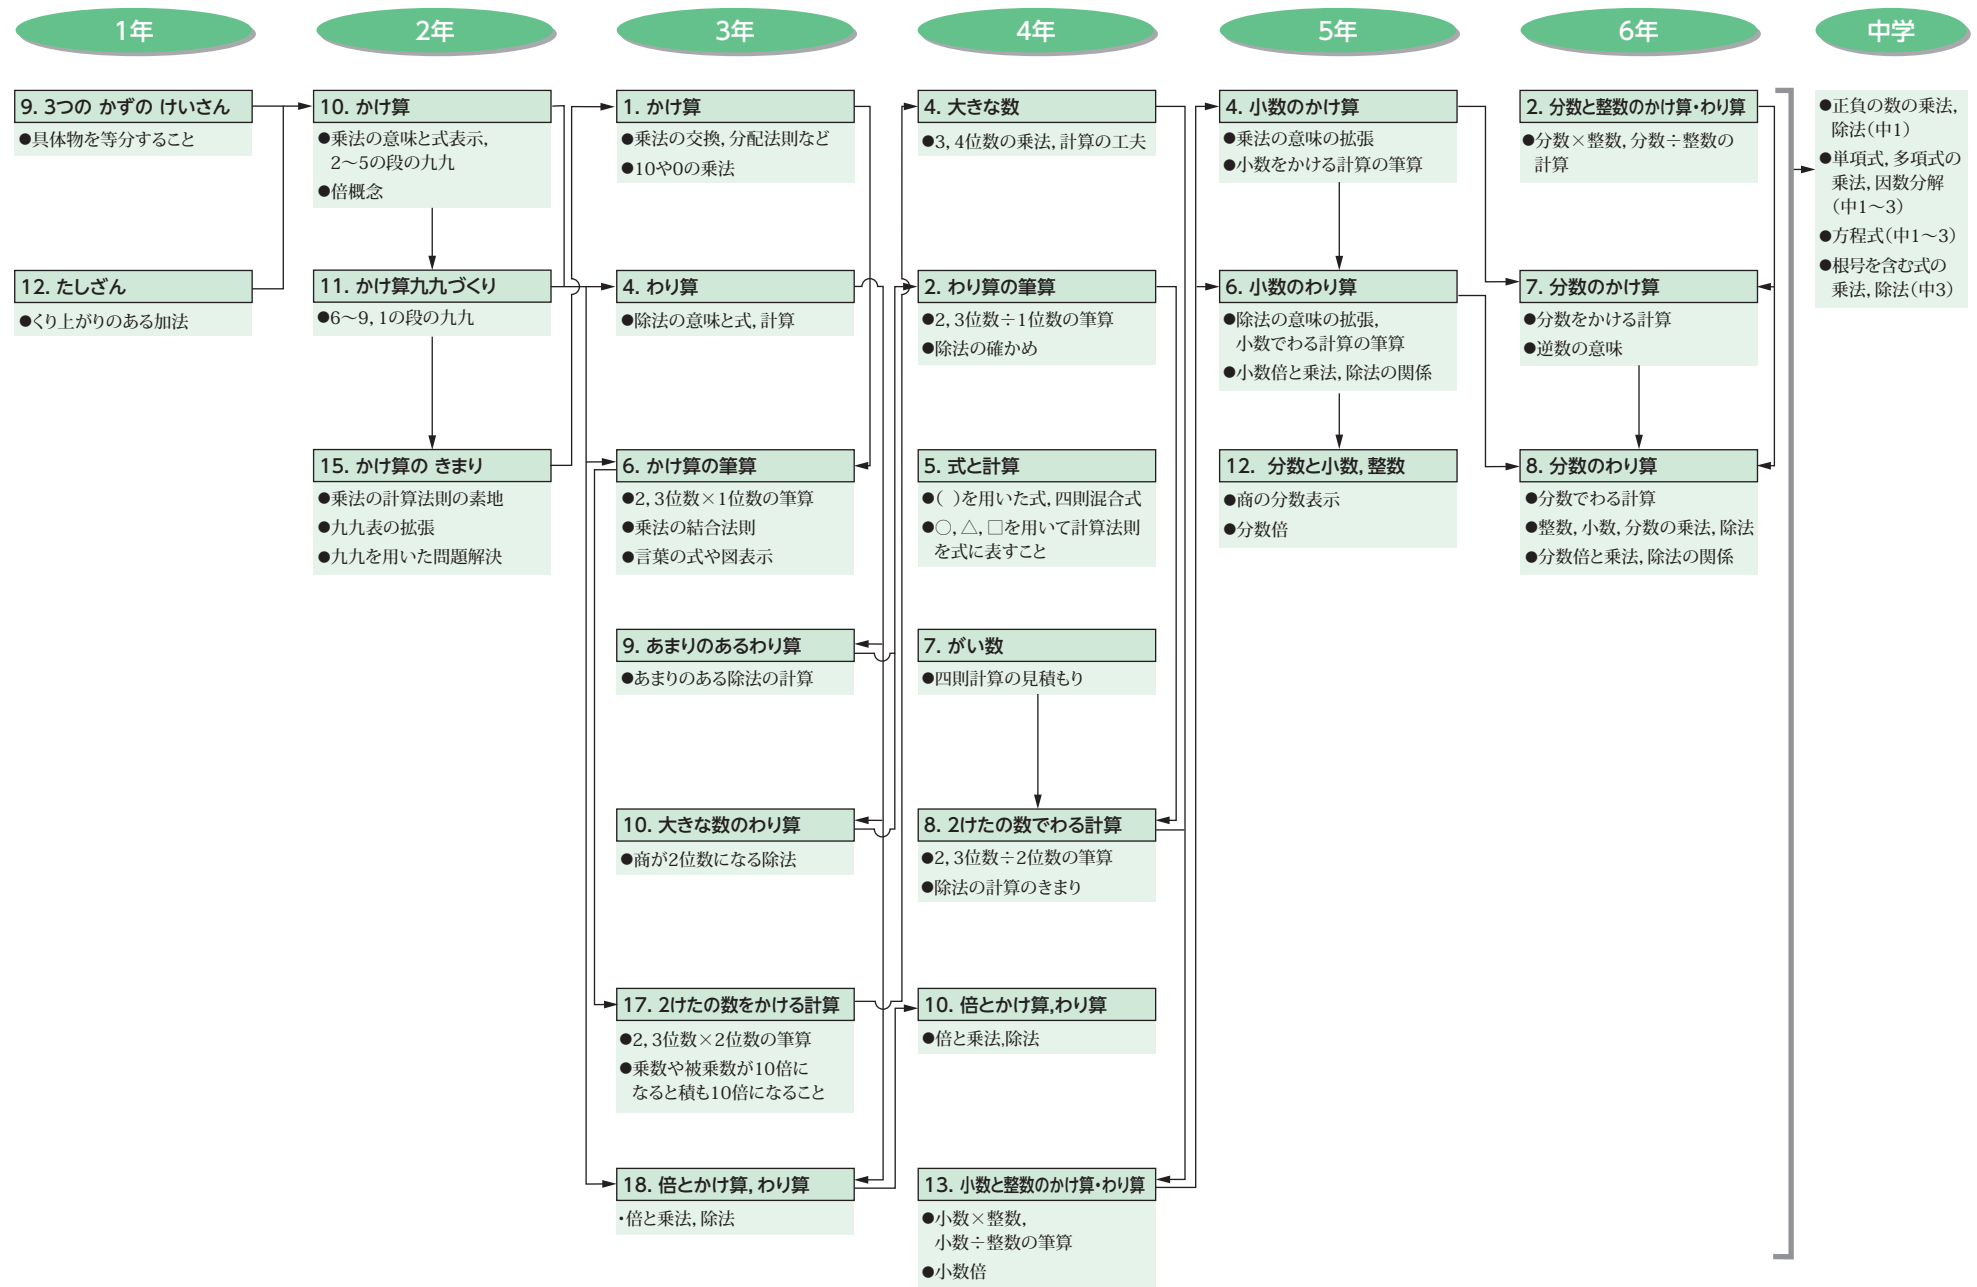 1年
2年
3年
4年
5年
6年
中学
9. 3つの かずの けいさん
●具体物を等分すること
12. たしざん
●くり上がりのある加法
10. かけ算
●乗法の意味と式表示,
2〜5の段の九九
●倍概念
11. かけ算九九づくり
●6〜9, 1の段の九九
15. かけ算の きまり
●乗法の計算法則の素地
●九九表の拡張
●九九を用いた問題解決
1. かけ算
●乗法の交換, 分配法則など
●10や0の乗法
4. わり算
●除法の意味と式, 計算
6. かけ算の筆算
●2, 3位数×1位数の筆算
●乗法の結合法則
●言葉の式や図表示
9. あまりのあるわり算
●あまりのある除法の計算
10. 大きな数のわり算
●商が2位数になる除法
17. 2けたの数をかける計算
●2, 3位数×2位数の筆算
●乗数や被乗数が10倍に
なると積も10倍になること
18. 倍とかけ算, わり算
・倍と乗法, 除法
4. 大きな数
●3, 4位数の乗法, 計算の工夫
2. わり算の筆算
●2, 3位数÷1位数の筆算
●除法の確かめ
5. 式と計算
●( )を用いた式, 四則混合式
●○, △, □を用いて計算法則
を式に表すこと
7. がい数
●四則計算の見積もり
8. 2けたの数でわる計算
●2, 3位数÷2位数の筆算
●除法の計算のきまり
10. 倍とかけ算,わり算
●倍と乗法,除法
13. 小数と整数のかけ算・わり算
●小数×整数,
小数÷整数の筆算
●小数倍
4. 小数のかけ算
●乗法の意味の拡張
●小数をかける計算の筆算
6. 小数のわり算
●除法の意味の拡張,
小数でわる計算の筆算
●小数倍と乗法, 除法の関係
12. 分数と小数, 整数
●商の分数表示
●分数倍
2. 分数と整数のかけ算・わり算
●分数×整数, 分数÷整数の
計算
7. 分数のかけ算
●分数をかける計算
●逆数の意味
8. 分数のわり算
●分数でわる計算
●整数, 小数, 分数の乗法, 除法
●分数倍と乗法, 除法の関係
●正負の数の乗法,
除法(中1)
●単項式, 多項式の
乗法, 因数分解
(中1〜3)
●方程式(中1〜3)
●根号を含む式の
乗法, 除法(中3)